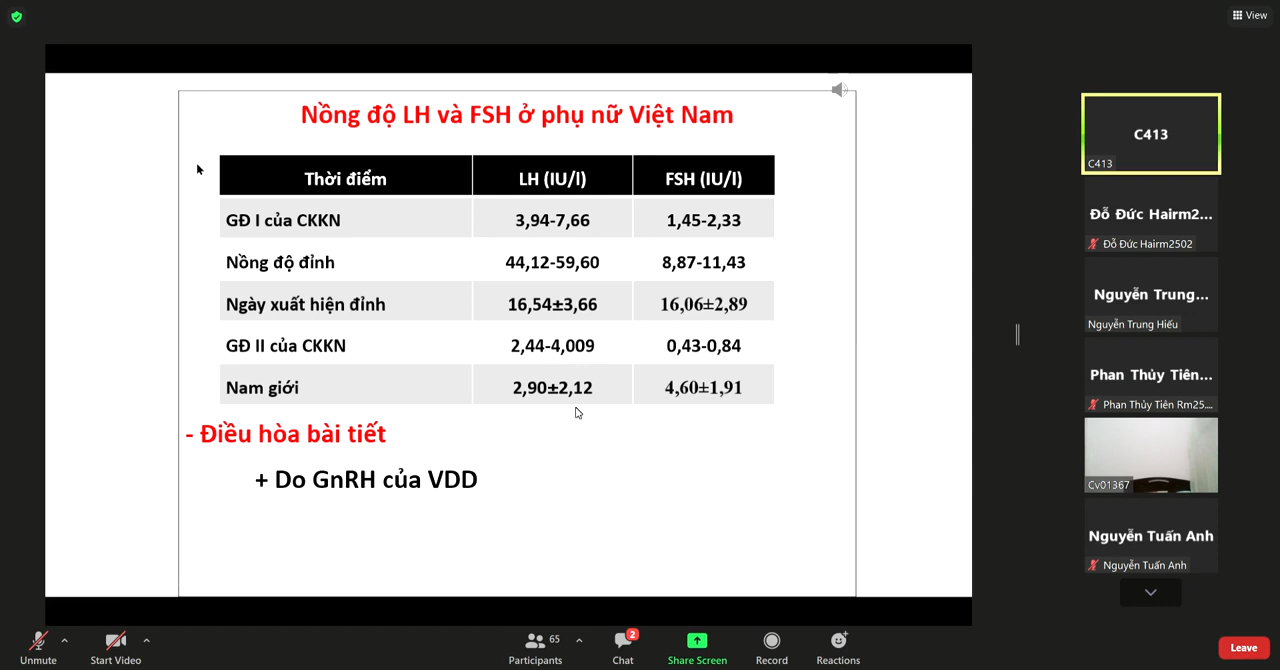 View
Nồng độ LH và FSH ở phụ nữ Việt Nam
Thời điểm LH (IU/l) FSH (IU/l)
GĐ I của CKKN 3,94-7,66 1,45-2,33
Nồng độ đỉnh 44,12-59,60 8,87-11,43
Ngày xuất hiện đỉnh 16,54±3,66 16,06±2,89
GĐ II của CKKN 2,44-4,009 0,43-0,84
Nam giới 2,90±2,12 4,60±1,91
- Điều hòa bài tiết
+ Do GnRH của VDD
C413
C413
Đỗ Đức Hairm2...
Đỗ Đức Hairm2502
Nguyễn Trung...
Nguyễn Trung Hiếu
Phan Thủy Tiên...
Phan Thủy Tiên Rm25....
Cv01367
Nguyễn Tuấn Anh
Nguyễn Tuấn Anh
Unmute
Start Video
65
Participants
2
Chat
Share Screen
Record
Reactions
Leave